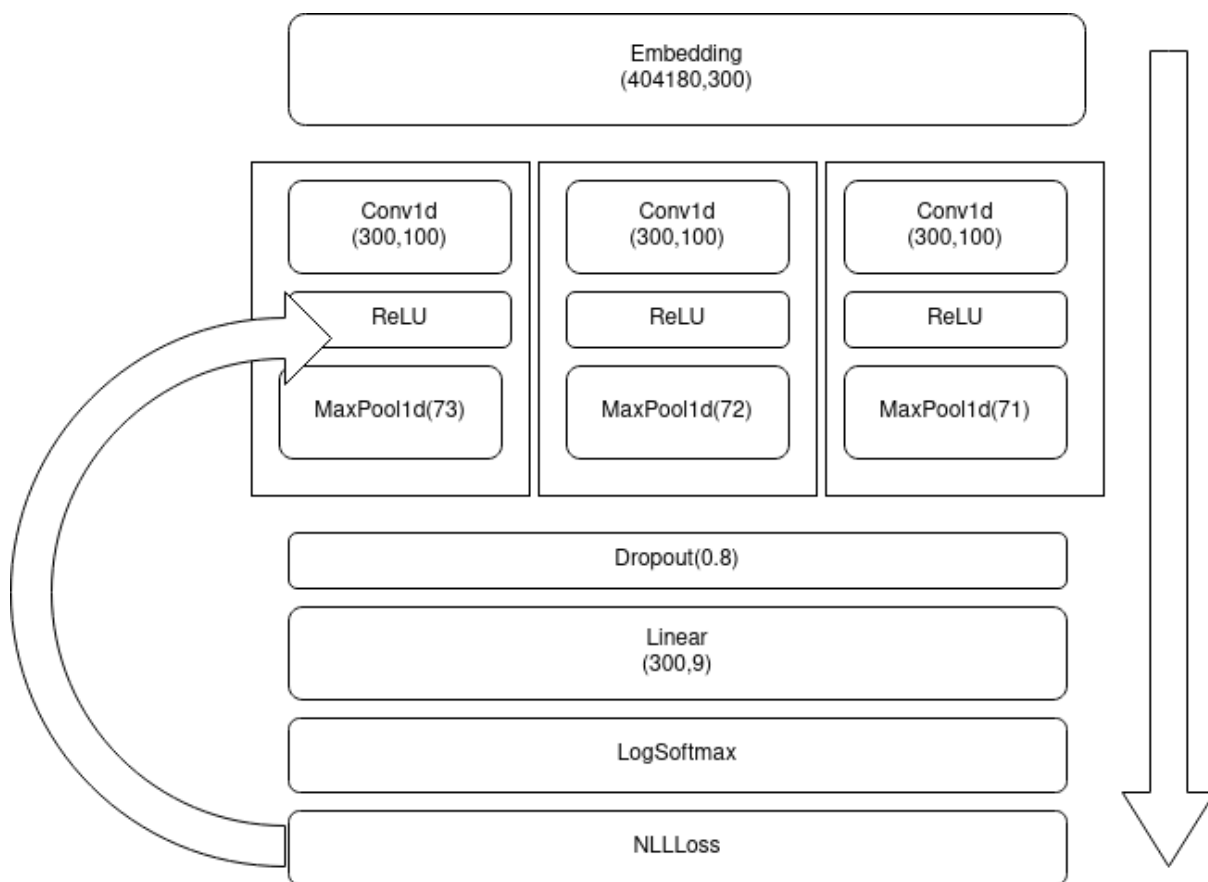 Embedding
(404180,300)
Conv1d
(300,100)
Conv1d
(300,100)
Conv1d
(300,100)
ReLU
ReLU
ReLU
MaxPool1d(73)
MaxPool1d(72)
MaxPool1d(71)
Dropout(0.8)
Linear
(300,9)
LogSoftmax
NLLLoss